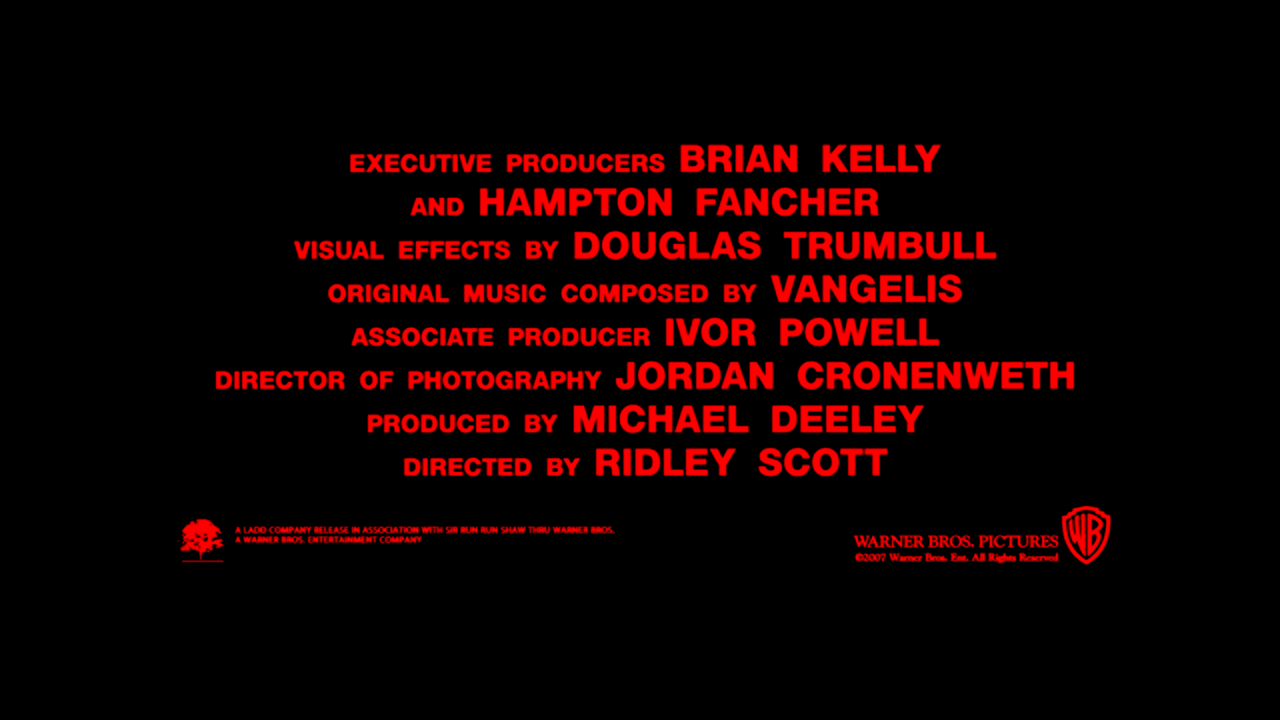 EXECUTIVE PRODUCERS BRIAN KELLY
AND HAMPTON FANCHER
VISUAL EFFECTS BY DOUGLAS TRUMBULL
ORIGINAL MUSIC COMPOSED BY VANGELIS
ASSOCIATE PRODUCER IVOR POWELL
DIRECTOR OF PHOTOGRAPHY JORDAN CRONENWETH
PRODUCED BY MICHAEL DEELEY
DIRECTED BY RIDLEY SCOTT
A LADD COMPANY RELEASE IN ASSOCIATION WITH SIR RUN RUN SHAW THRU WARNER BROS.
A WARNER BROS. ENTERTAINMENT COMPANY
WARNER BROS. PICTURES
©2007 Warner Bros. Ent. All Rights Reserved
WB